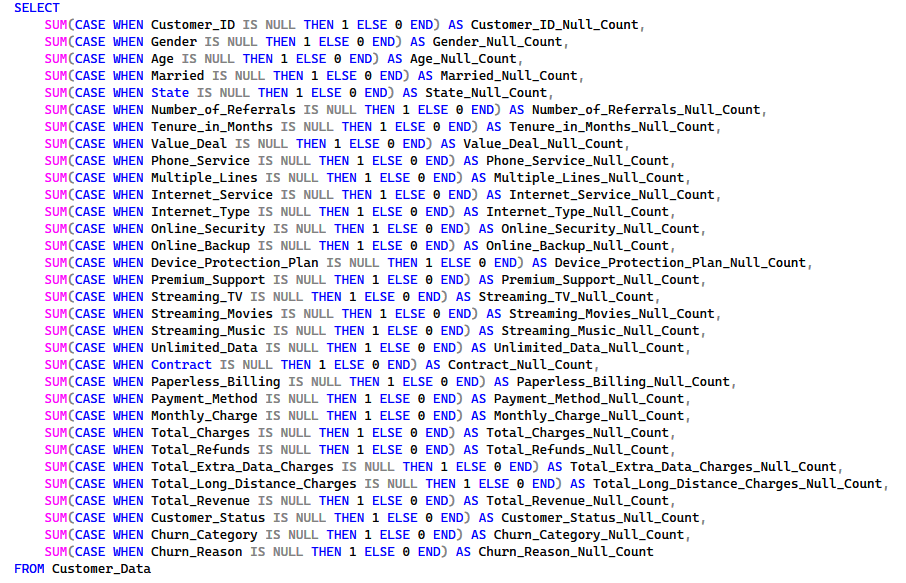 SELECT
SUM(CASE WHEN Customer_ID IS NULL THEN 1 ELSE 0 END) AS Customer_ID_Null_Count,
SUM(CASE WHEN Gender IS NULL THEN 1 ELSE 0 END) AS Gender_Null_Count,
SUM(CASE WHEN Age IS NULL THEN 1 ELSE 0 END) AS Age_Null_Count,
SUM(CASE WHEN Married IS NULL THEN 1 ELSE 0 END) AS Married_Null_Count,
SUM(CASE WHEN State IS NULL THEN 1 ELSE 0 END) AS State_Null_Count,
SUM(CASE WHEN Number_of_Referrals IS NULL THEN 1 ELSE 0 END) AS Number_of_Referrals_Null_Count,
SUM(CASE WHEN Tenure_in_Months IS NULL THEN 1 ELSE 0 END) AS Tenure_in_Months_Null_Count,
SUM(CASE WHEN Value_Deal IS NULL THEN 1 ELSE 0 END) AS Value_Deal_Null_Count,
SUM(CASE WHEN Phone_Service IS NULL THEN 1 ELSE 0 END) AS Phone_Service_Null_Count,
SUM(CASE WHEN Multiple_Lines IS NULL THEN 1 ELSE 0 END) AS Multiple_Lines_Null_Count,
SUM(CASE WHEN Internet_Service IS NULL THEN 1 ELSE 0 END) AS Internet_Service_Null_Count,
SUM(CASE WHEN Internet_Type IS NULL THEN 1 ELSE 0 END) AS Internet_Type_Null_Count,
SUM(CASE WHEN Online_Security IS NULL THEN 1 ELSE 0 END) AS Online_Security_Null_Count,
SUM(CASE WHEN Online_Backup IS NULL THEN 1 ELSE 0 END) AS Online_Backup_Null_Count,
SUM(CASE WHEN Device_Protection_Plan IS NULL THEN 1 ELSE 0 END) AS Device_Protection_Plan_Null_Count,
SUM(CASE WHEN Premium_Support IS NULL THEN 1 ELSE 0 END) AS Premium_Support_Null_Count,
SUM(CASE WHEN Streaming_TV IS NULL THEN 1 ELSE 0 END) AS Streaming_TV_Null_Count,
SUM(CASE WHEN Streaming_Movies IS NULL THEN 1 ELSE 0 END) AS Streaming_Movies_Null_Count,
SUM(CASE WHEN Streaming_Music IS NULL THEN 1 ELSE 0 END) AS Streaming_Music_Null_Count,
SUM(CASE WHEN Unlimited_Data IS NULL THEN 1 ELSE 0 END) AS Unlimited_Data_Null_Count,
SUM(CASE WHEN Contract IS NULL THEN 1 ELSE 0 END) AS Contract_Null_Count,
SUM(CASE WHEN Paperless_Billing IS NULL THEN 1 ELSE 0 END) AS Paperless_Billing_Null_Count,
SUM(CASE WHEN Payment_Method IS NULL THEN 1 ELSE 0 END) AS Payment_Method_Null_Count,
SUM(CASE WHEN Monthly_Charge IS NULL THEN 1 ELSE 0 END) AS Monthly_Charge_Null_Count,
SUM(CASE WHEN Total_Charges IS NULL THEN 1 ELSE 0 END) AS Total_Charges_Null_Count,
SUM(CASE WHEN Total_Refunds IS NULL THEN 1 ELSE 0 END) AS Total_Refunds_Null_Count,
SUM(CASE WHEN Total_Extra_Data_Charges IS NULL THEN 1 ELSE 0 END) AS Total_Extra_Data_Charges_Null_Count,
SUM(CASE WHEN Total_Long_Distance_Charges IS NULL THEN 1 ELSE 0 END) AS Total_Long_Distance_Charges_Null_Count,
SUM(CASE WHEN Total_Revenue IS NULL THEN 1 ELSE 0 END) AS Total_Revenue_Null_Count,
SUM(CASE WHEN Customer_Status IS NULL THEN 1 ELSE 0 END) AS Customer_Status_Null_Count,
SUM(CASE WHEN Churn_Category IS NULL THEN 1 ELSE 0 END) AS Churn_Category_Null_Count,
SUM(CASE WHEN Churn_Reason IS NULL THEN 1 ELSE 0 END) AS Churn_Reason_Null_Count
FROM Customer_Data